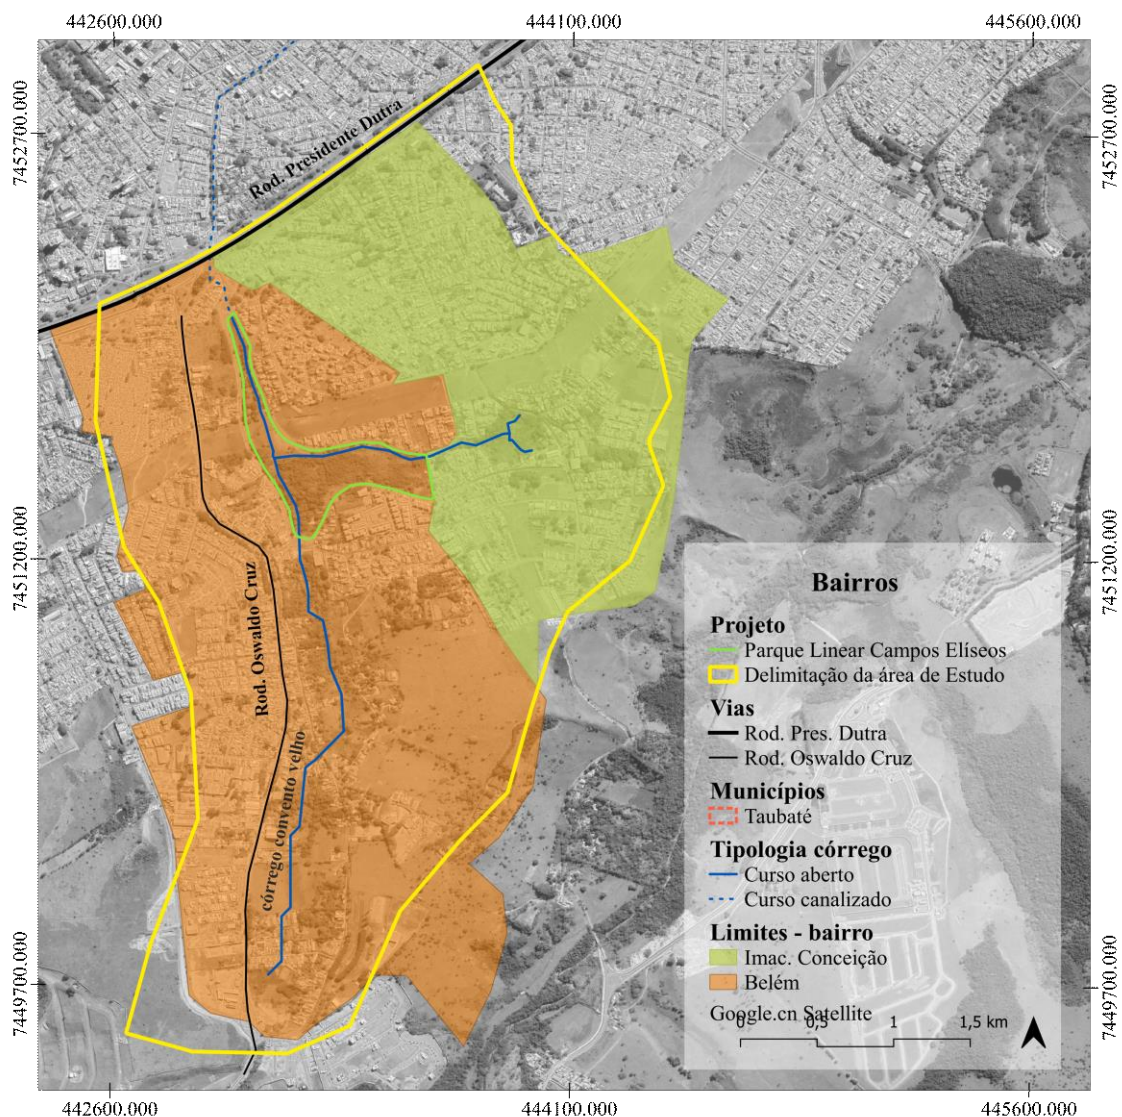 442600.000 444100.000 445600.000
7452700.000
7452700.000
Rod. Presidente Dutra
7451200.000
7451200.000
Rod. Oswaldo Cruz
córrego convento velho
7449700.000
7449700.000
Bairros
Projeto
Parque Linear Campos Elíseos
Delimitação da área de Estudo
Vias
Rod. Pres. Dutra
Rod. Oswaldo Cruz
Municípios
Taubaté
Tipologia córrego
Curso aberto
Curso canalizado
Limites - bairro
Imac. Conceição
Belém
Google.cn Satellite
0 0,5 1 1,5 km
442600.000 444100.000 445600.000